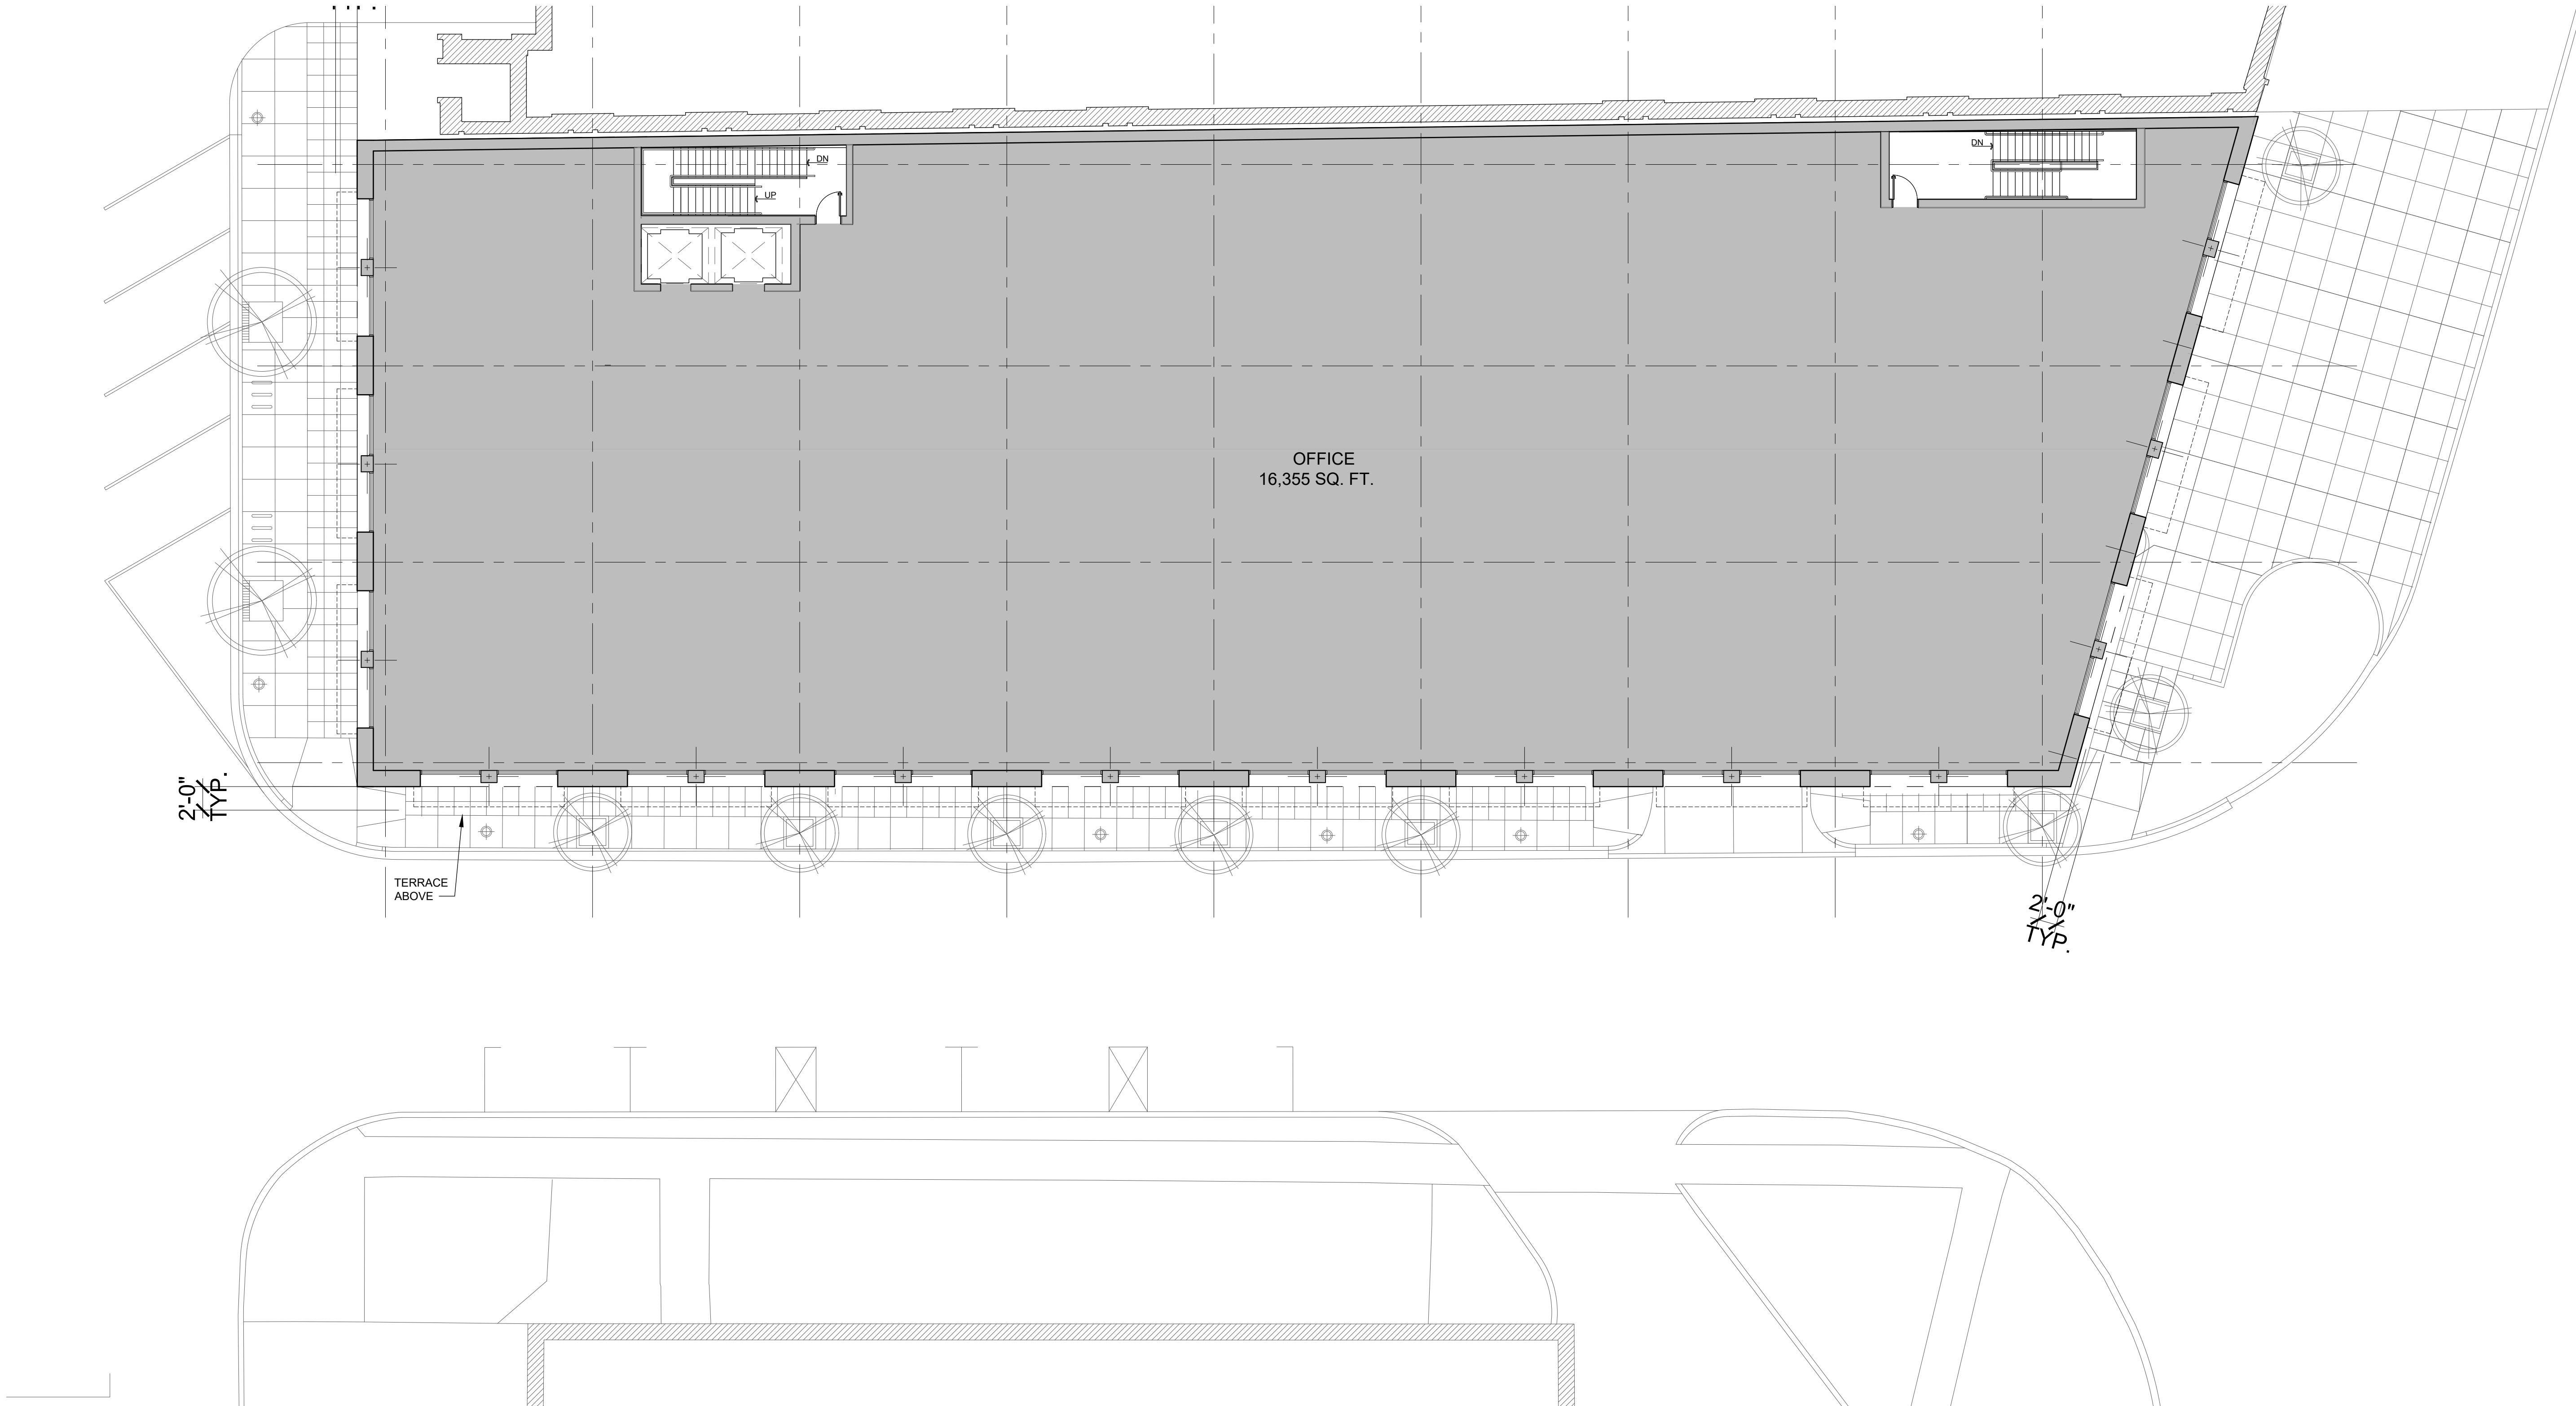 DN
UP
DN
OFFICE
16,355 SQ. FT.
2'-0"
TYP.
TERRACE
ABOVE
2'-0"
TYP.